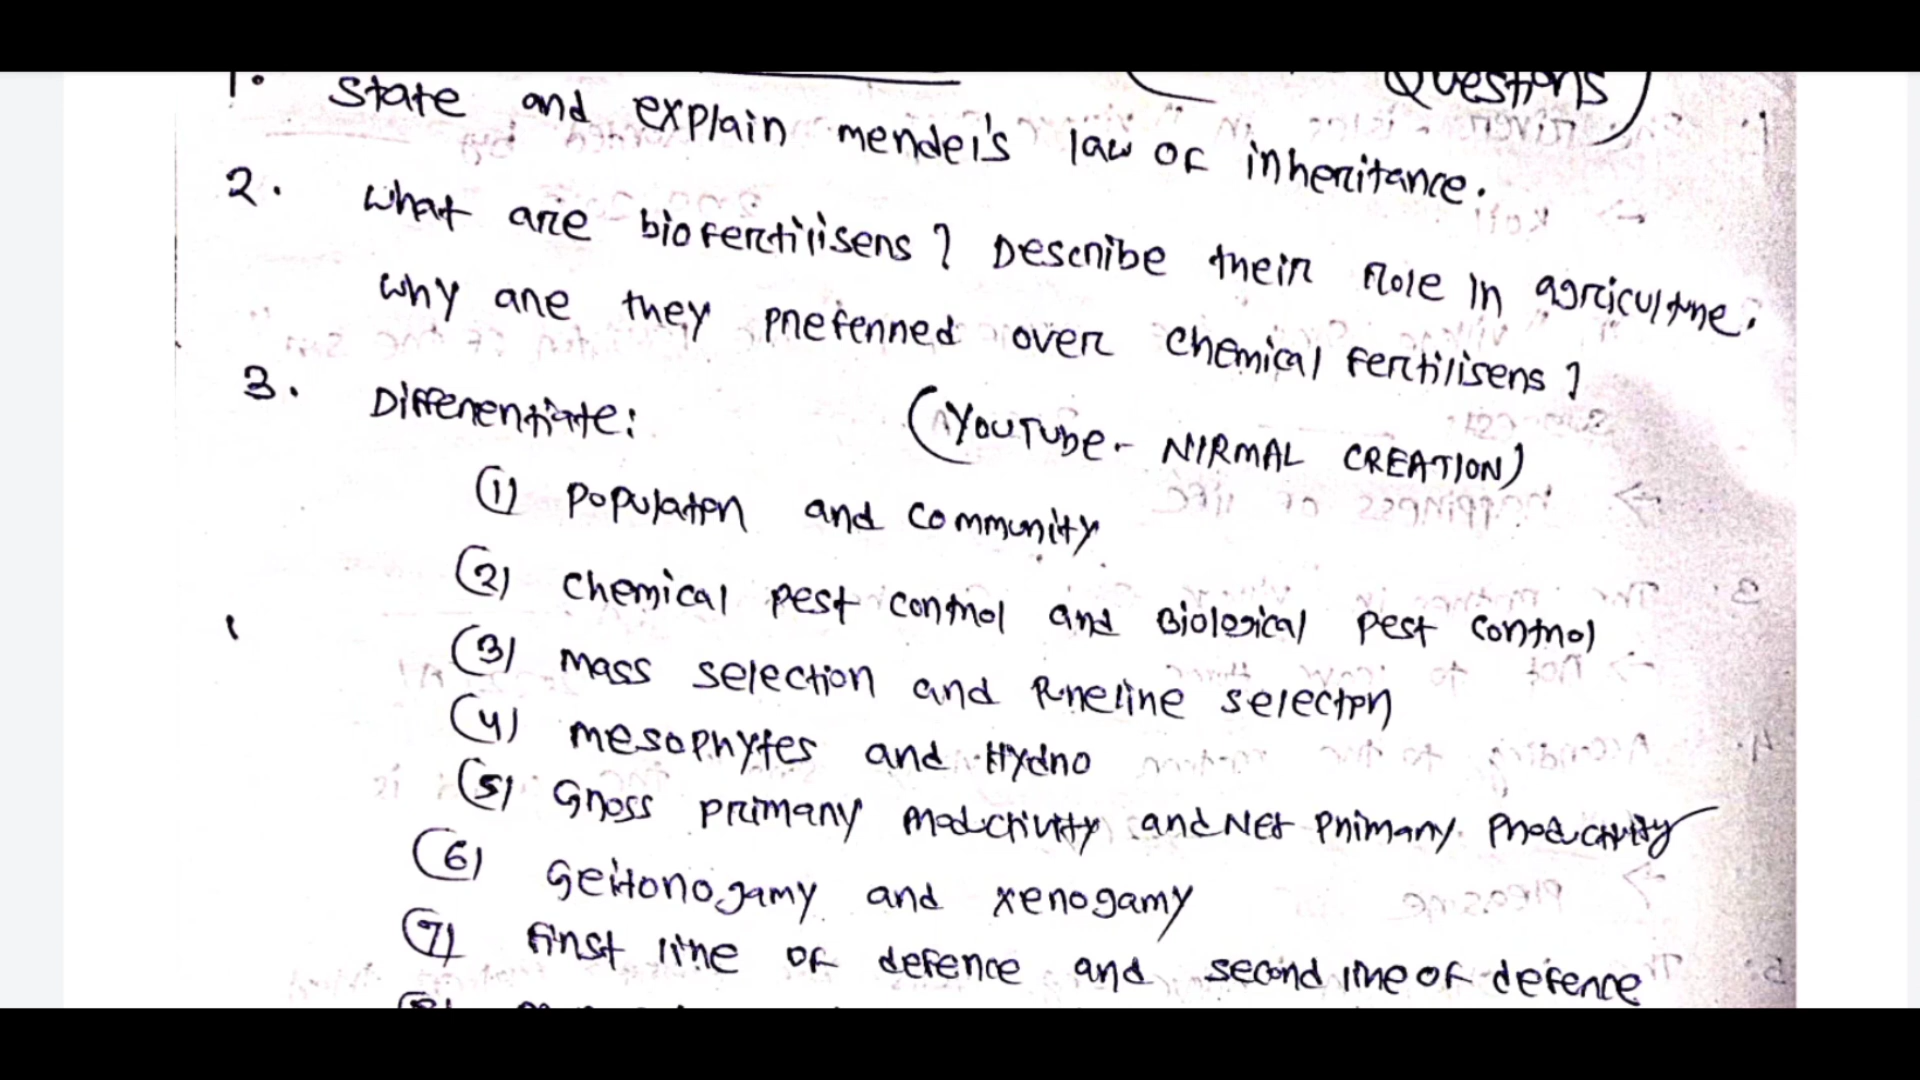 Questions)
1. State and explain mendel's law of inheritance.
2. What are biofertilisers ? Describe their role in agriculture.
Why are they preferred over chemical fertilisers ?
3. Differentiate:
(YouTube - NIRMAL CREATION)
(1) Population and community
(2) Chemical pest control and Biological pest control
(3) Mass selection and Pureline selection
(4) Mesophytes and Hydro
(5) Gross primary productivity and Net Primary Productivity
(6) Geitonogamy and xenogamy
(7) First line of defence and second line of defence